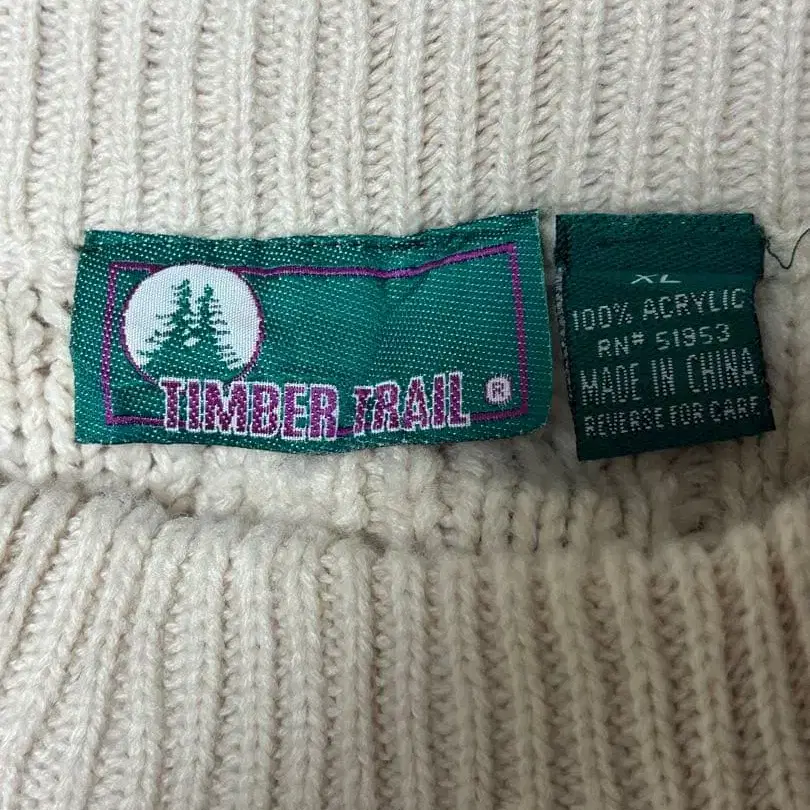 TIMBER TRAIL ®
XL
100% ACRYLIC
RN# 51953
MADE IN CHINA
REVERSE FOR CARE